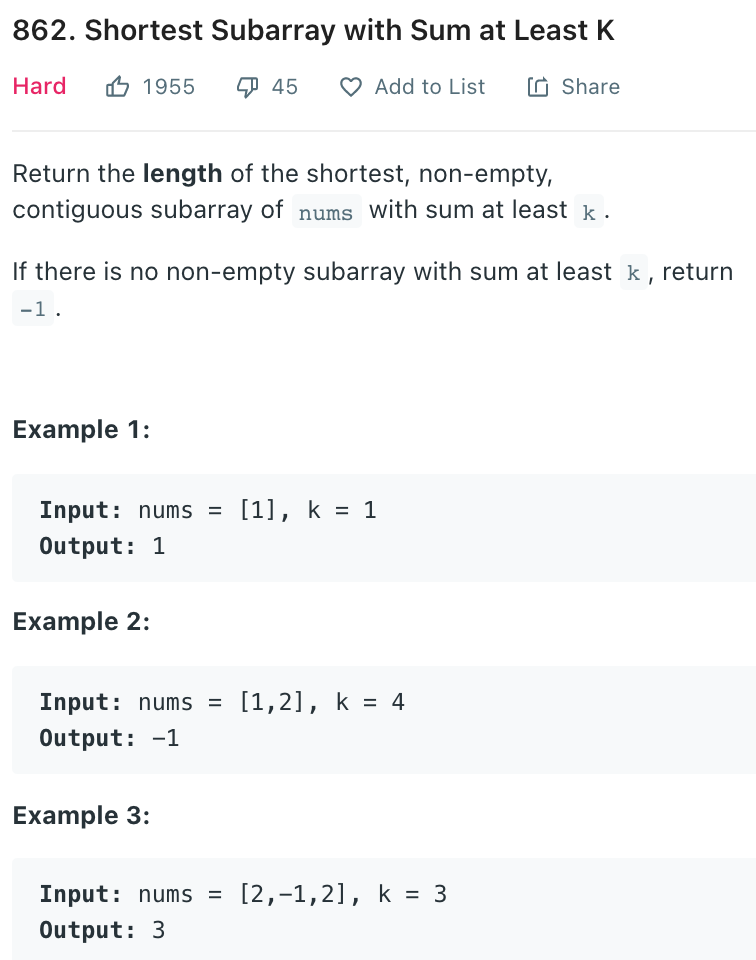 862. Shortest Subarray with Sum at Least K
Hard 1955 45 Add to List Share
Return the length of the shortest, non-empty,
contiguous subarray of nums with sum at least k .
If there is no non-empty subarray with sum at least k , return
-1 .
Example 1:
Input: nums = [1], k = 1
Output: 1
Example 2:
Input: nums = [1,2], k = 4
Output: -1
Example 3:
Input: nums = [2,-1,2], k = 3
Output: 3